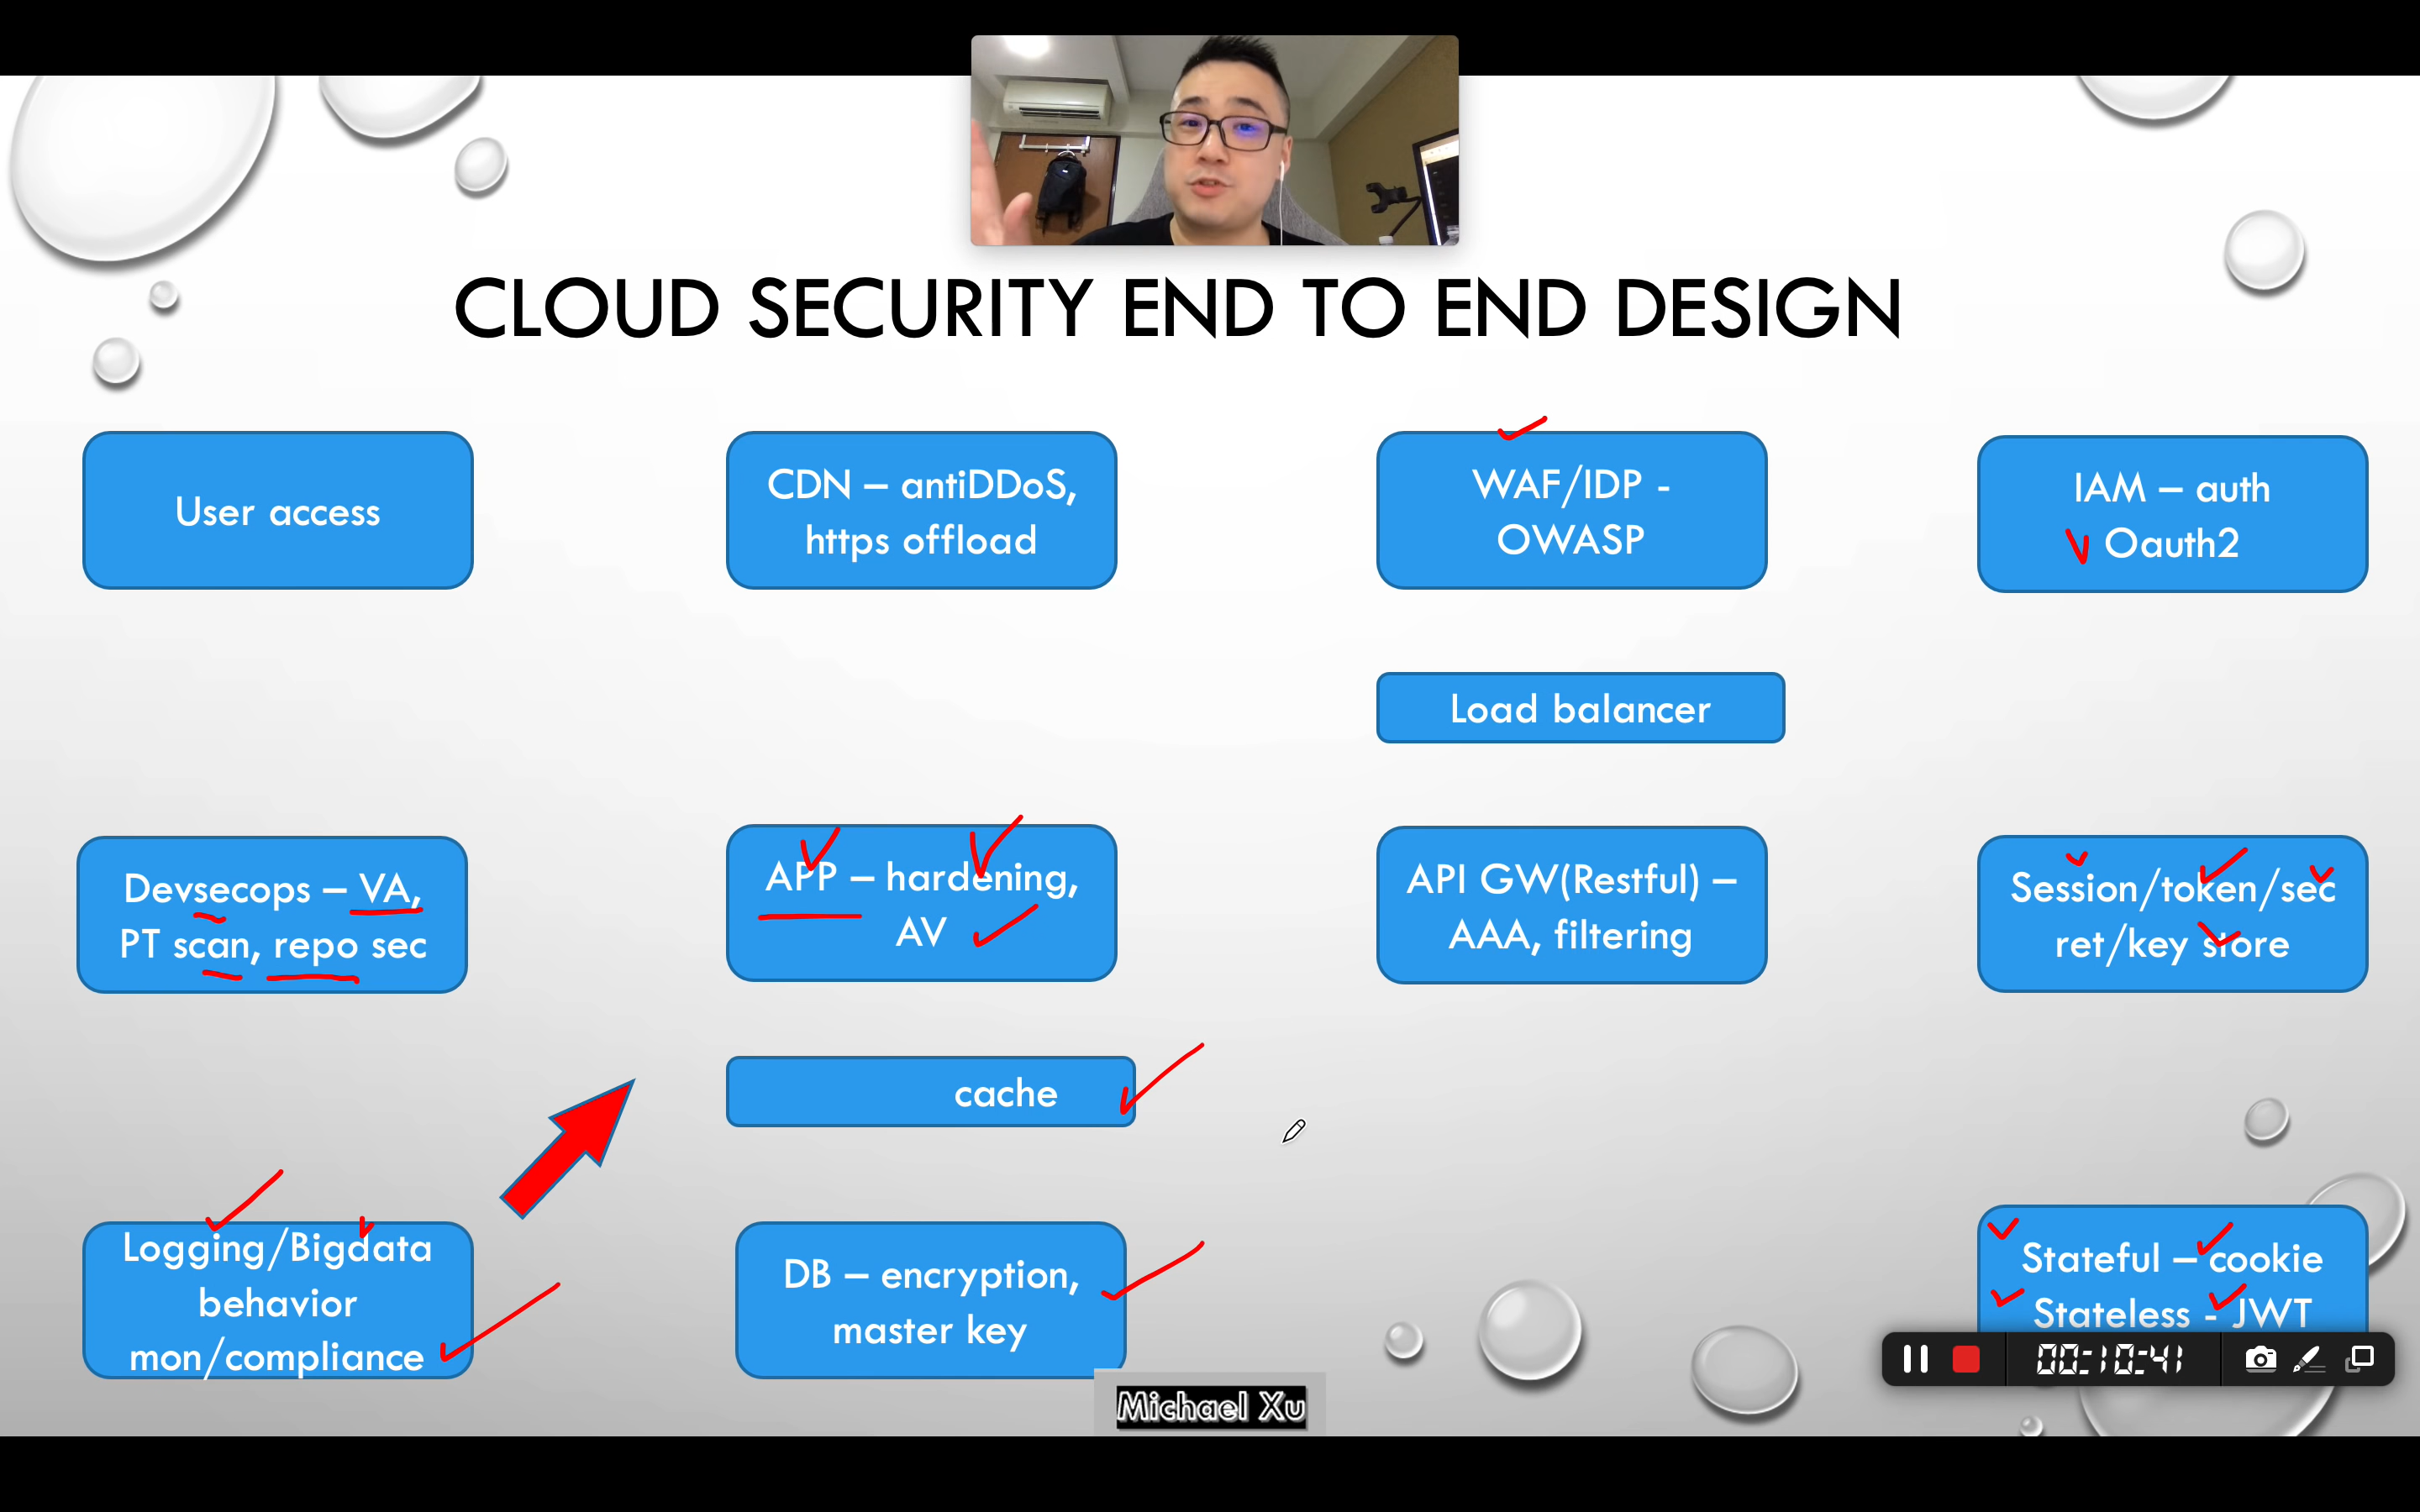 CLOUD SECURITY END TO END DESIGN
User access
CDN – antiDDoS,
https offload
WAF/IDP -
OWASP
IAM – auth
Oauth2
Load balancer
Devsecops – VA,
PT scan, repo sec
APP – hardening,
AV
API GW(Restful) –
AAA, filtering
Session/token/sec
ret/key store
cache
Logging/Bigdata
behavior
mon/compliance
DB – encryption,
master key
Stateful – cookie
Stateless - JWT
00:10:41
Michael Xu